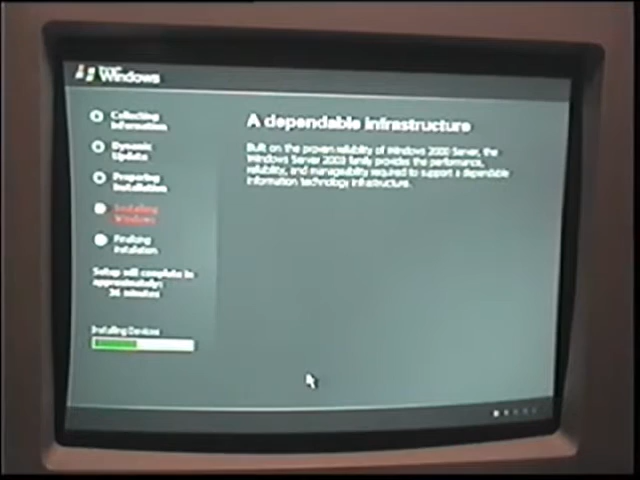 Windows
Collecting
Information
Dynamic
Update
Preparing
Installation
Installing
Windows
Finalizing
Installation
Setup will complete in
approximately:
36 minutes
Installing Devices
A dependable infrastructure
Built on the proven reliability of Windows 2000 Server, the
Windows Server 2003 family provides the performance,
reliability, and manageability required to support a dependable
information technology infrastructure.